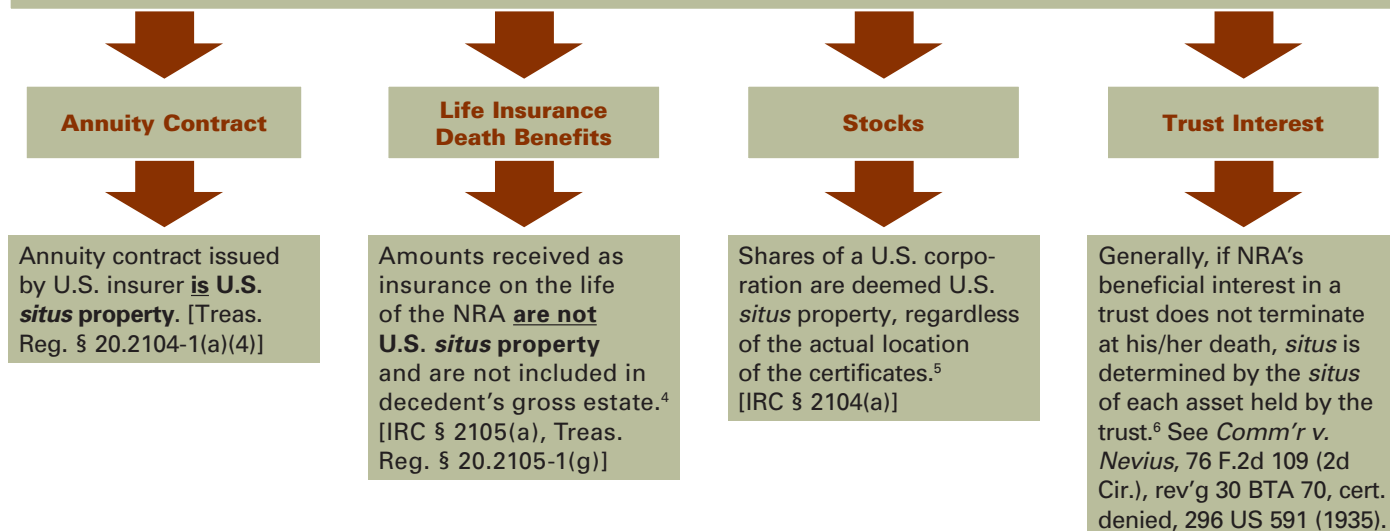 Annuity Contract
Life Insurance
Death Benefits
Stocks
Trust Interest
Annuity contract issued
by U.S. insurer is U.S.
situs property. [Treas.
Reg. § 20.2104-1(a)(4)]
Amounts received as
insurance on the life
of the NRA are not
U.S. situs property
and are not included in
decedent’s gross estate.4
[IRC § 2105(a), Treas.
Reg. § 20.2105-1(g)]
Shares of a U.S. corpo-
ration are deemed U.S.
situs property, regardless
of the actual location
of the certificates.5
[IRC § 2104(a)]
Generally, if NRA’s
beneficial interest in a
trust does not terminate
at his/her death, situs is
determined by the situs
of each asset held by the
trust.6 See Comm’r v.
Nevius, 76 F.2d 109 (2d
Cir.), rev’g 30 BTA 70, cert.
denied, 296 US 591 (1935).